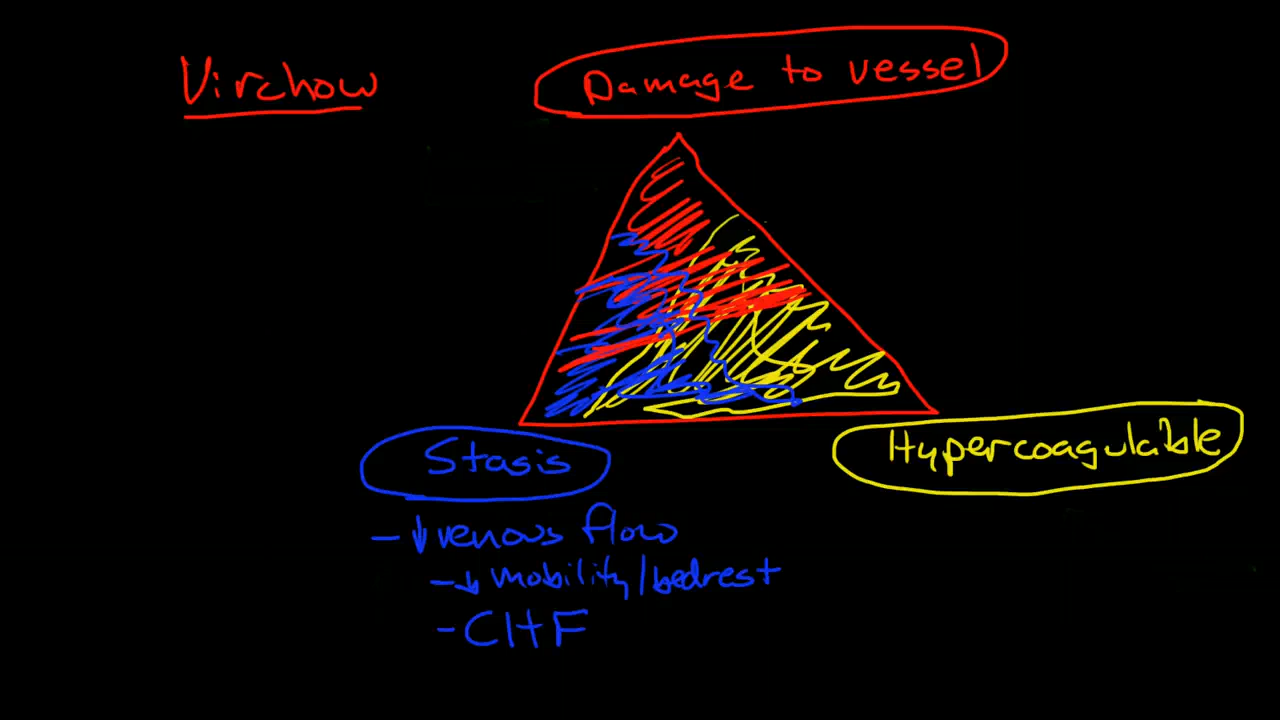 Virchow
Damage to vessel
Stasis
Hypercoagulable
- ↓ venous flow
- ↓ mobility/bedrest
- CHF